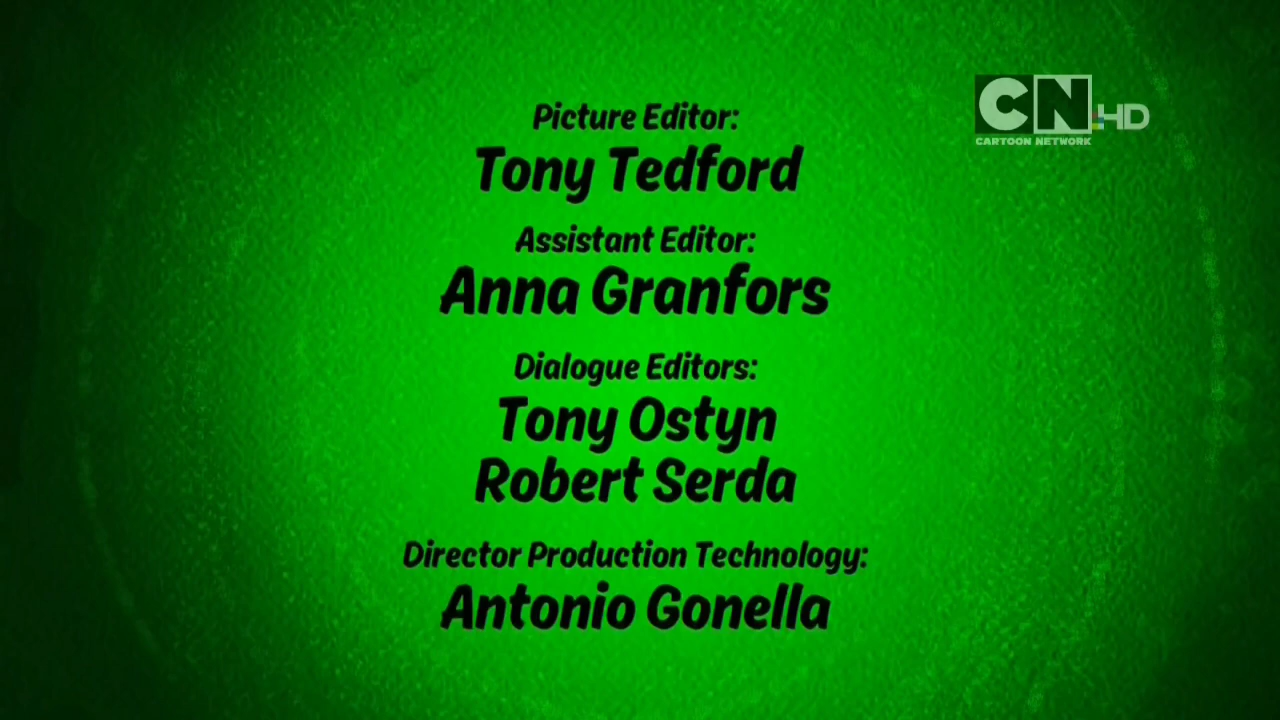 CN HD
CARTOON NETWORK
Picture Editor:
Tony Tedford
Assistant Editor:
Anna Granfors
Dialogue Editors:
Tony Ostyn
Robert Serda
Director Production Technology:
Antonio Gonella